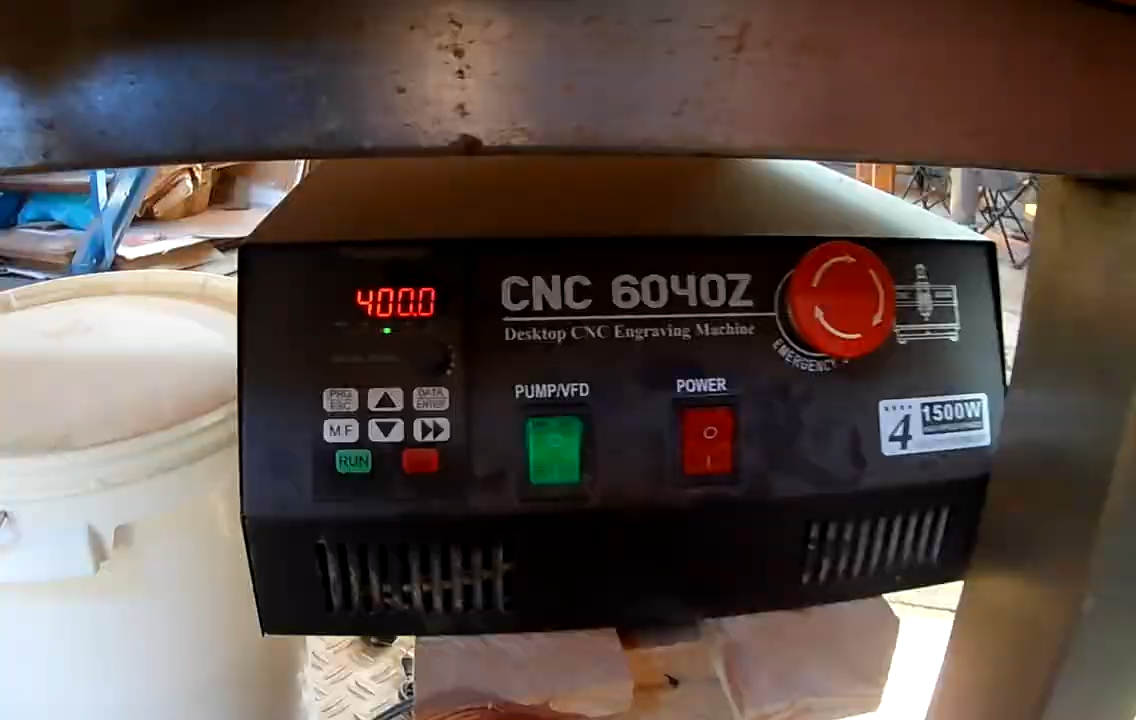 400.0
CNC 6040Z
Desktop CNC Engraving Machine
EMERGENCY
PRG
ESC
DATA
ENTER
MF
RUN
PUMP/VFD
POWER
4
1500W